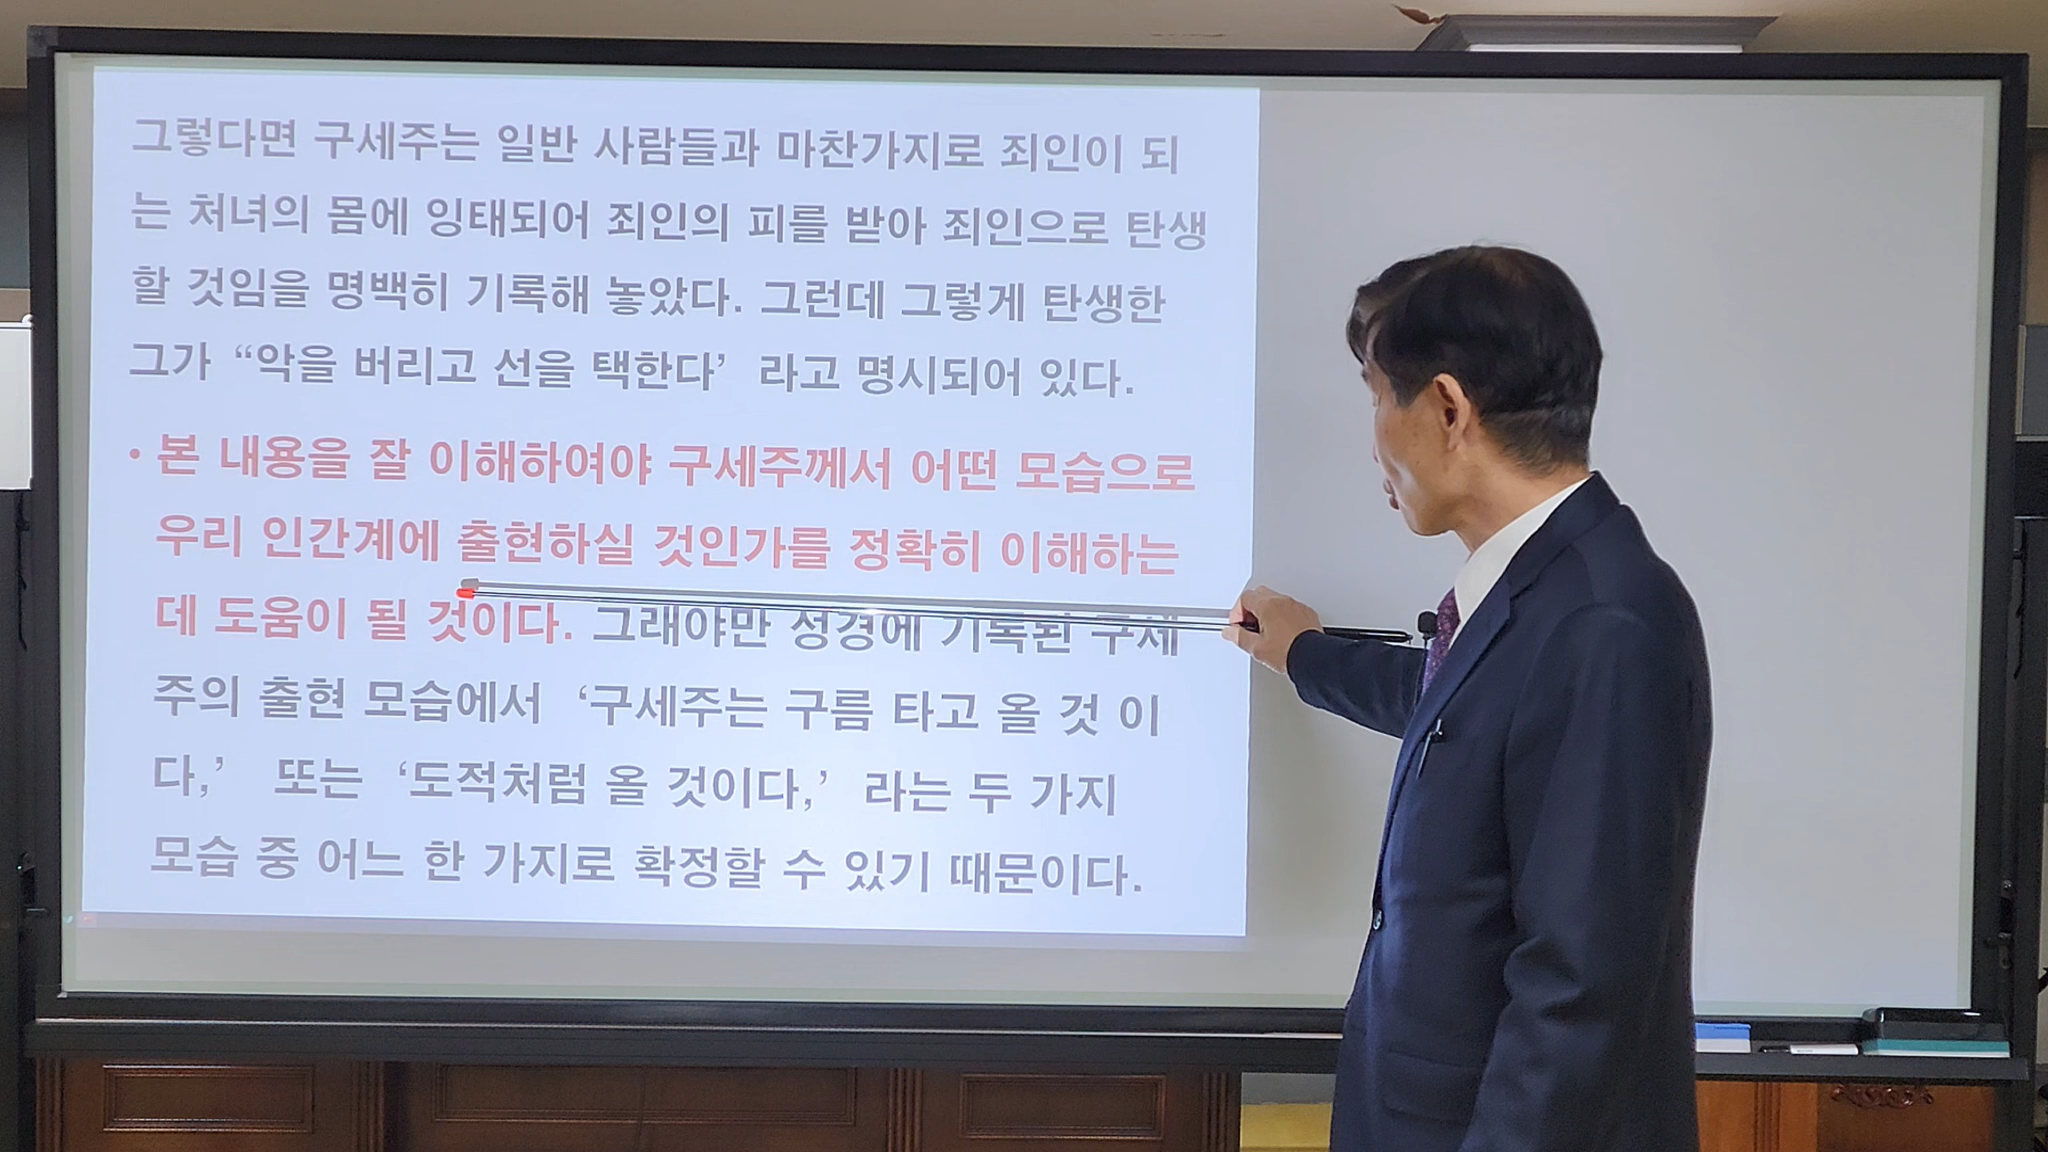 그렇다면 구세주는 일반 사람들과 마찬가지로 죄인이 되
는 처녀의 몸에 잉태되어 죄인의 피를 받아 죄인으로 탄생
할 것임을 명백히 기록해 놓았다. 그런데 그렇게 탄생한
그가 “악을 버리고 선을 택한다’ 라고 명시되어 있다.
• 본 내용을 잘 이해하여야 구세주께서 어떤 모습으로
우리 인간계에 출현하실 것인가를 정확히 이해하는
데 도움이 될 것이다. 그래야만 성경에 기록된 구세
주의 출현 모습에서 ‘구세주는 구름 타고 올 것 이
다,’ 또는 ‘도적처럼 올 것이다,’ 라는 두 가지
모습 중 어느 한 가지로 확정할 수 있기 때문이다.